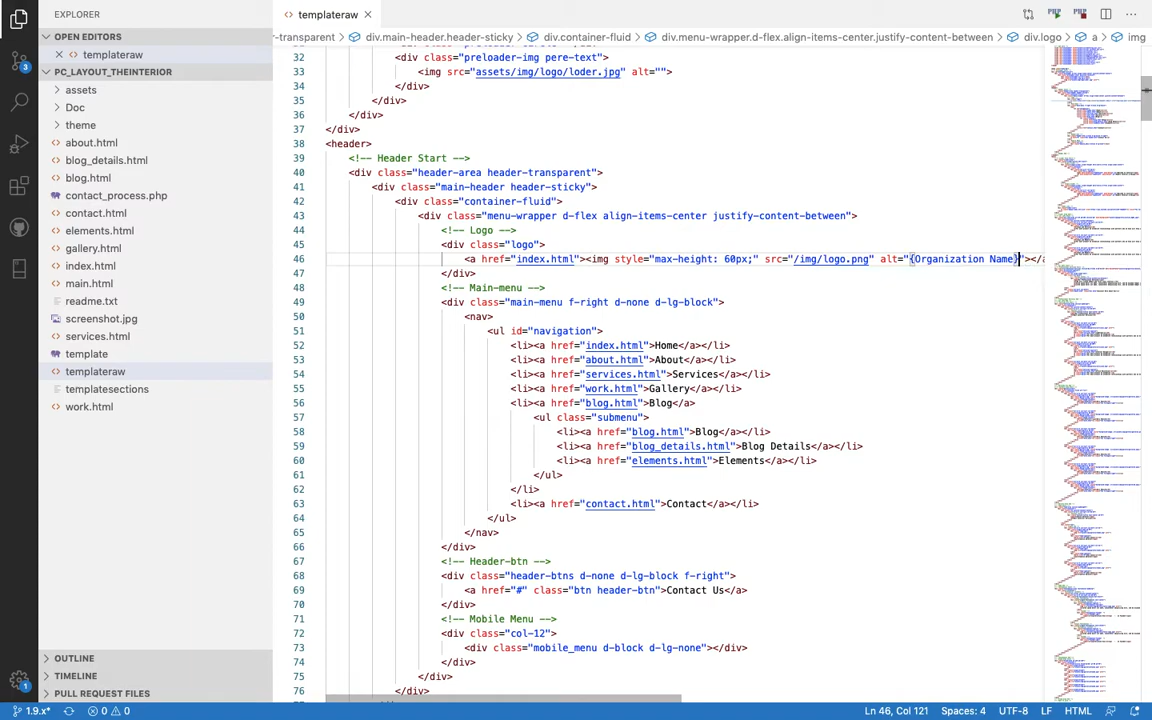 EXPLORER
OPEN EDITORS
templateraw
PC_LAYOUT_THEINTERIOR
assets
Doc
theme
about.html
blog_details.html
blog.html
contact_process.php
contact.html
elements.html
gallery.html
index.html
main.html
readme.txt
screenshot.jpg
services.html
template
templateraw
templatesections
work.html
OUTLINE
TIMELINE
PULL REQUEST FILES
3
1
templateraw
r-transparent > div.main-header.header-sticky > div.container-fluid > div.menu-wrapper.d-flex.align-items-center.justify-content-between > div.logo > a > img
32 <div class="preloader-img pere-text">
33 <img src="assets/img/logo/loder.jpg" alt="">
34 </div>
35 </div>
36 </div>
37 </div>
38 <header>
39 <!-- Header Start -->
40 <div class="header-area header-transparent">
41 <div class="main-header header-sticky">
42 <div class="container-fluid">
43 <div class="menu-wrapper d-flex align-items-center justify-content-between">
44 <!-- Logo -->
45 <div class="logo">
46 <a href="index.html"><img style="max-height: 60px;" src="/img/logo.png" alt="{Organization Name}"></a
47 </div>
48 <!-- Main-menu -->
49 <div class="main-menu f-right d-none d-lg-block">
50 <nav>
51 <ul id="navigation">
52 <li><a href="index.html">Home</a></li>
53 <li><a href="about.html">About</a></li>
54 <li><a href="services.html">Services</a></li>
55 <li><a href="work.html">Gallery</a></li>
56 <li><a href="blog.html">Blog</a>
57 <ul class="submenu">
58 <li><a href="blog.html">Blog</a></li>
59 <li><a href="blog_details.html">Blog Details</a></li>
60 <li><a href="elements.html">Elements</a></li>
61 </ul>
62 </li>
63 <li><a href="contact.html">Contact</a></li>
64 </ul>
65 </nav>
66 </div>
67 <!-- Header-btn -->
68 <div class="header-btns d-none d-lg-block f-right">
69 <a href="#" class="btn header-btn">Contact Us</a>
70 </div>
71 <!-- Mobile Menu -->
72 <div class="col-12">
73 <div class="mobile_menu d-block d-lg-none"></div>
74 </div>
75 </div>
76 </div>
1.9.x* 0 0 Ln 46, Col 121 Spaces: 4 UTF-8 LF HTML